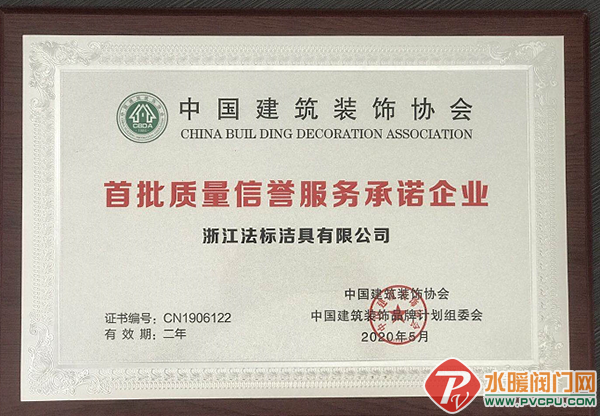 CBDA
中国建筑装饰协会
CHINA BUIL DING DECORATION ASSOCIATION
首批质量信誉服务承诺企业
浙江法标洁具有限公司
中国建筑装饰协会
证书编号：CN1906122
中国建筑装饰品牌计划组委会
有 效 期：二年
2020年5月
PV
水暖阀门网
WWW.PVCPU.COM